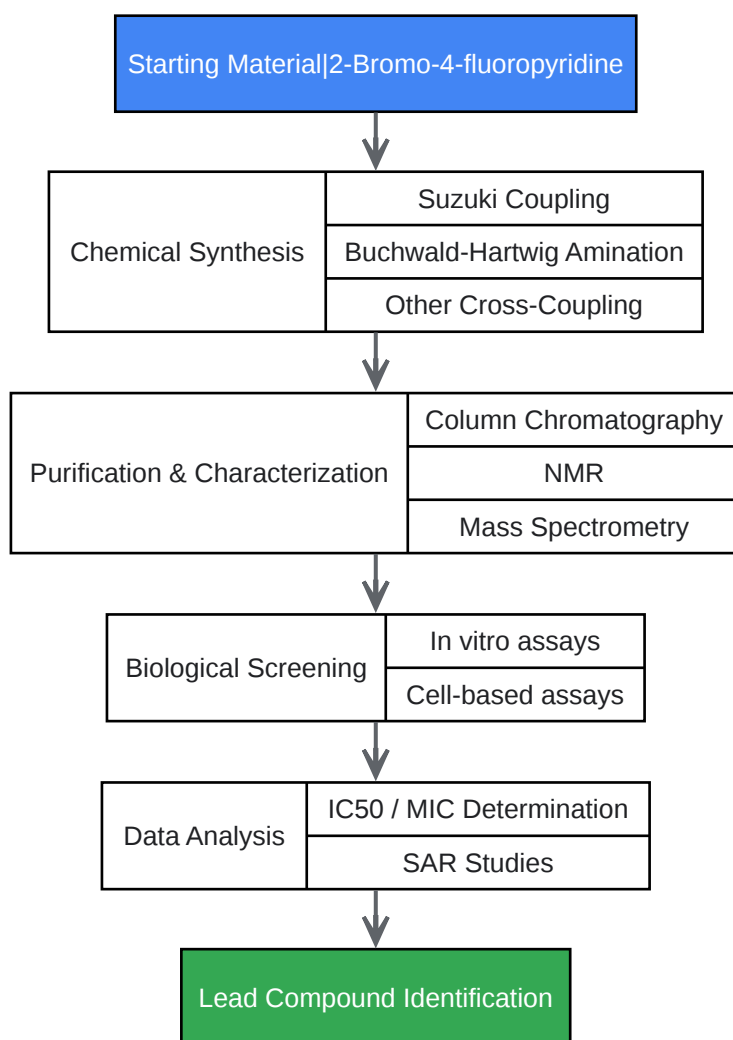 Starting Material|2-Bromo-4-fluoropyridine
Chemical Synthesis
Suzuki Coupling
Buchwald-Hartwig Amination
Other Cross-Coupling
Purification & Characterization
Column Chromatography
NMR
Mass Spectrometry
Biological Screening
In vitro assays
Cell-based assays
Data Analysis
IC50 / MIC Determination
SAR Studies
Lead Compound Identification